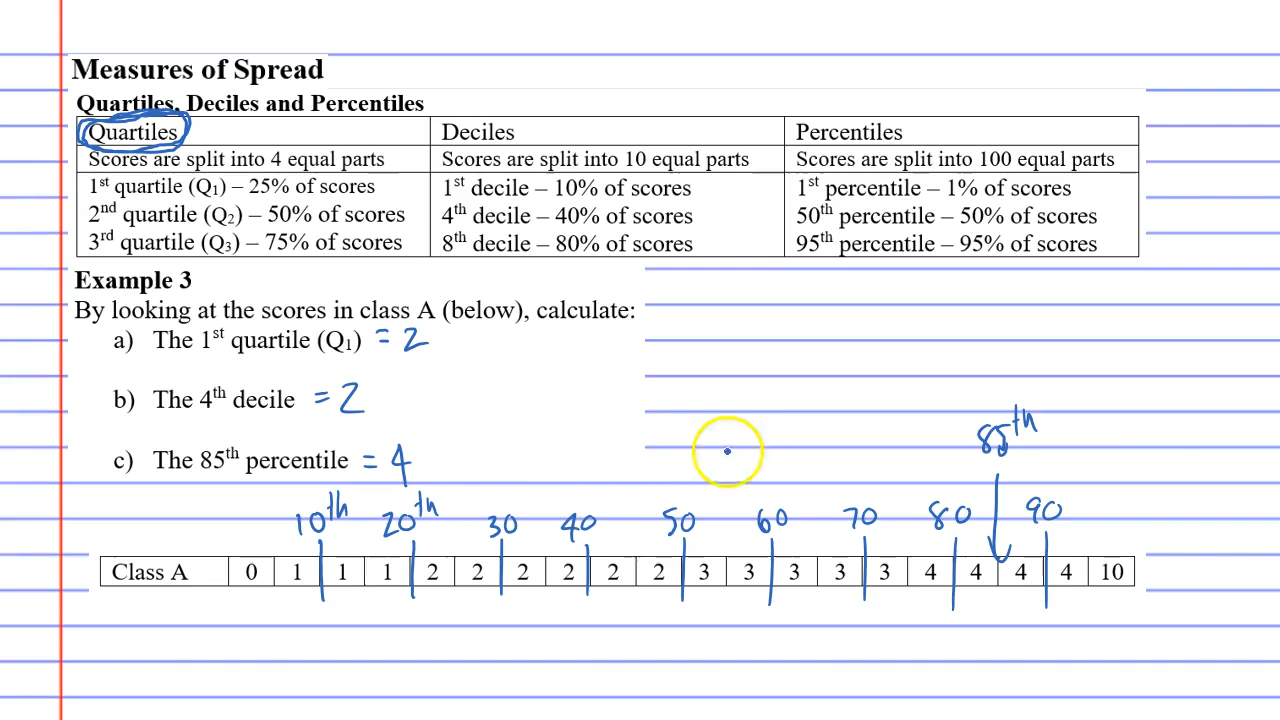 Measures of Spread
Quartiles, Deciles and Percentiles
Quartiles Deciles Percentiles
Scores are split into 4 equal parts Scores are split into 10 equal parts Scores are split into 100 equal parts
1st quartile (Q1) – 25% of scores 1st decile – 10% of scores 1st percentile – 1% of scores
2nd quartile (Q2) – 50% of scores 4th decile – 40% of scores 50th percentile – 50% of scores
3rd quartile (Q3) – 75% of scores 8th decile – 80% of scores 95th percentile – 95% of scores
Example 3
By looking at the scores in class A (below), calculate:
a) The 1st quartile (Q1) = 2
b) The 4th decile = 2
85th
c) The 85th percentile = 4
10th 20th 30 40 50 60 70 80 90
Class A 0 1 1 1 2 2 2 2 2 2 3 3 3 3 3 4 4 4 4 10